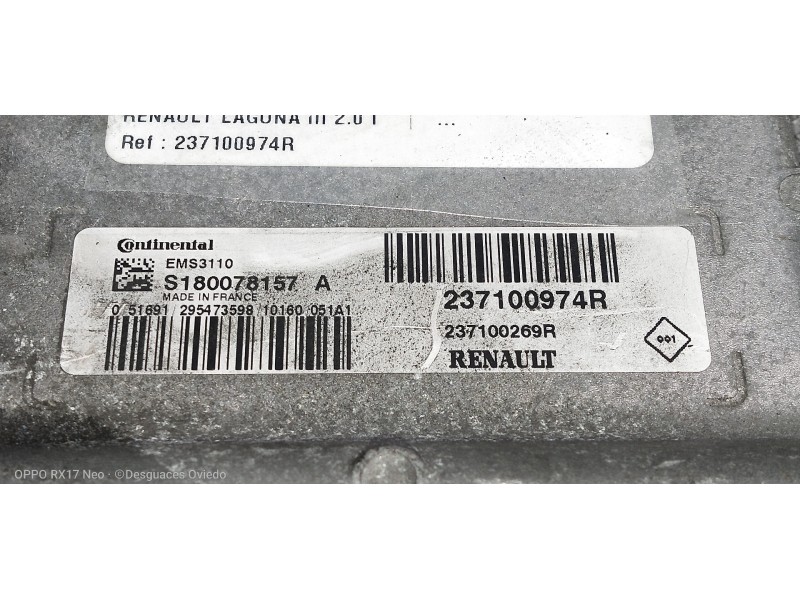 RENAULT LAGUNA III 2.0 T ...
Ref : 237100974R
Continental
EMS3110
S180078157 A
MADE IN FRANCE
0 51691 295473598 10160 051A1
237100974R
237100269R
RENAULT
001
OPPO RX17 Neo - ©Desguaces Oviedo